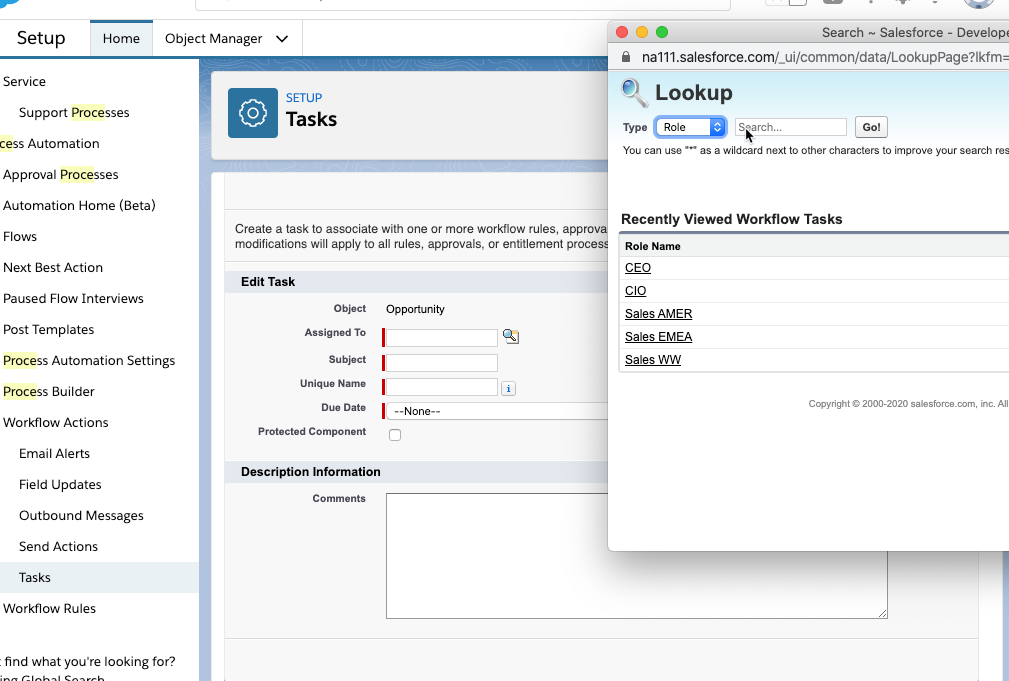 Setup
Home
Object Manager
Service
Support Processes
cess Automation
Approval Processes
Automation Home (Beta)
Flows
Next Best Action
Paused Flow Interviews
Post Templates
Process Automation Settings
Process Builder
Workflow Actions
Email Alerts
Field Updates
Outbound Messages
Send Actions
Tasks
Workflow Rules
find what you're looking for?
ing Global Search
SETUP
Tasks
Create a task to associate with one or more workflow rules, approva
modifications will apply to all rules, approvals, or entitlement process
Edit Task
Object Opportunity
Assigned To
Subject
Unique Name
i
Due Date --None--
Protected Component
Description Information
Comments
Search ~ Salesforce - Develope
na111.salesforce.com/_ui/common/data/LookupPage?lkfm=
Lookup
Type Role Search... Go!
You can use "*" as a wildcard next to other characters to improve your search res
Recently Viewed Workflow Tasks
Role Name
CEO
CIO
Sales AMER
Sales EMEA
Sales WW
Copyright © 2000-2020 salesforce.com, inc. All